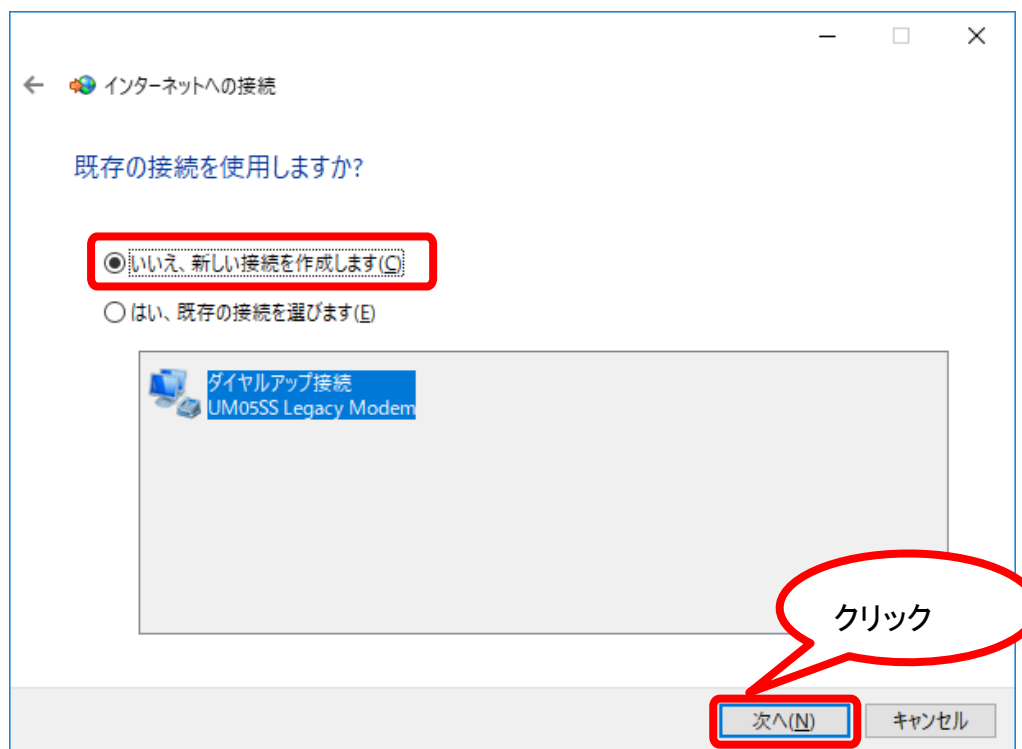 インターネットへの接続
既存の接続を使用しますか?
いいえ、新しい接続を作成します(C)
はい、既存の接続を選びます(E)
ダイヤルアップ接続
UM05SS Legacy Modem
クリック
次へ(N)
キャンセル